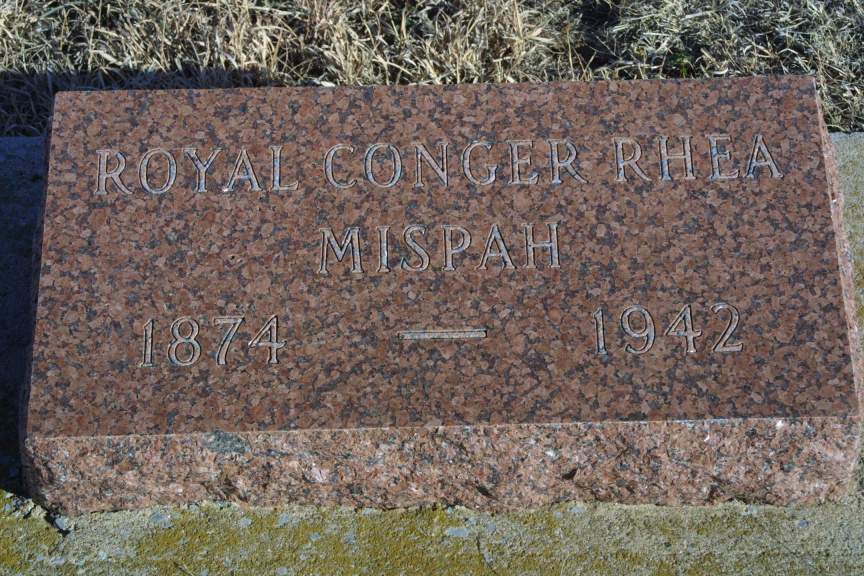 ROYAL CONGER RHEA
MISPAH
1874 — 1942